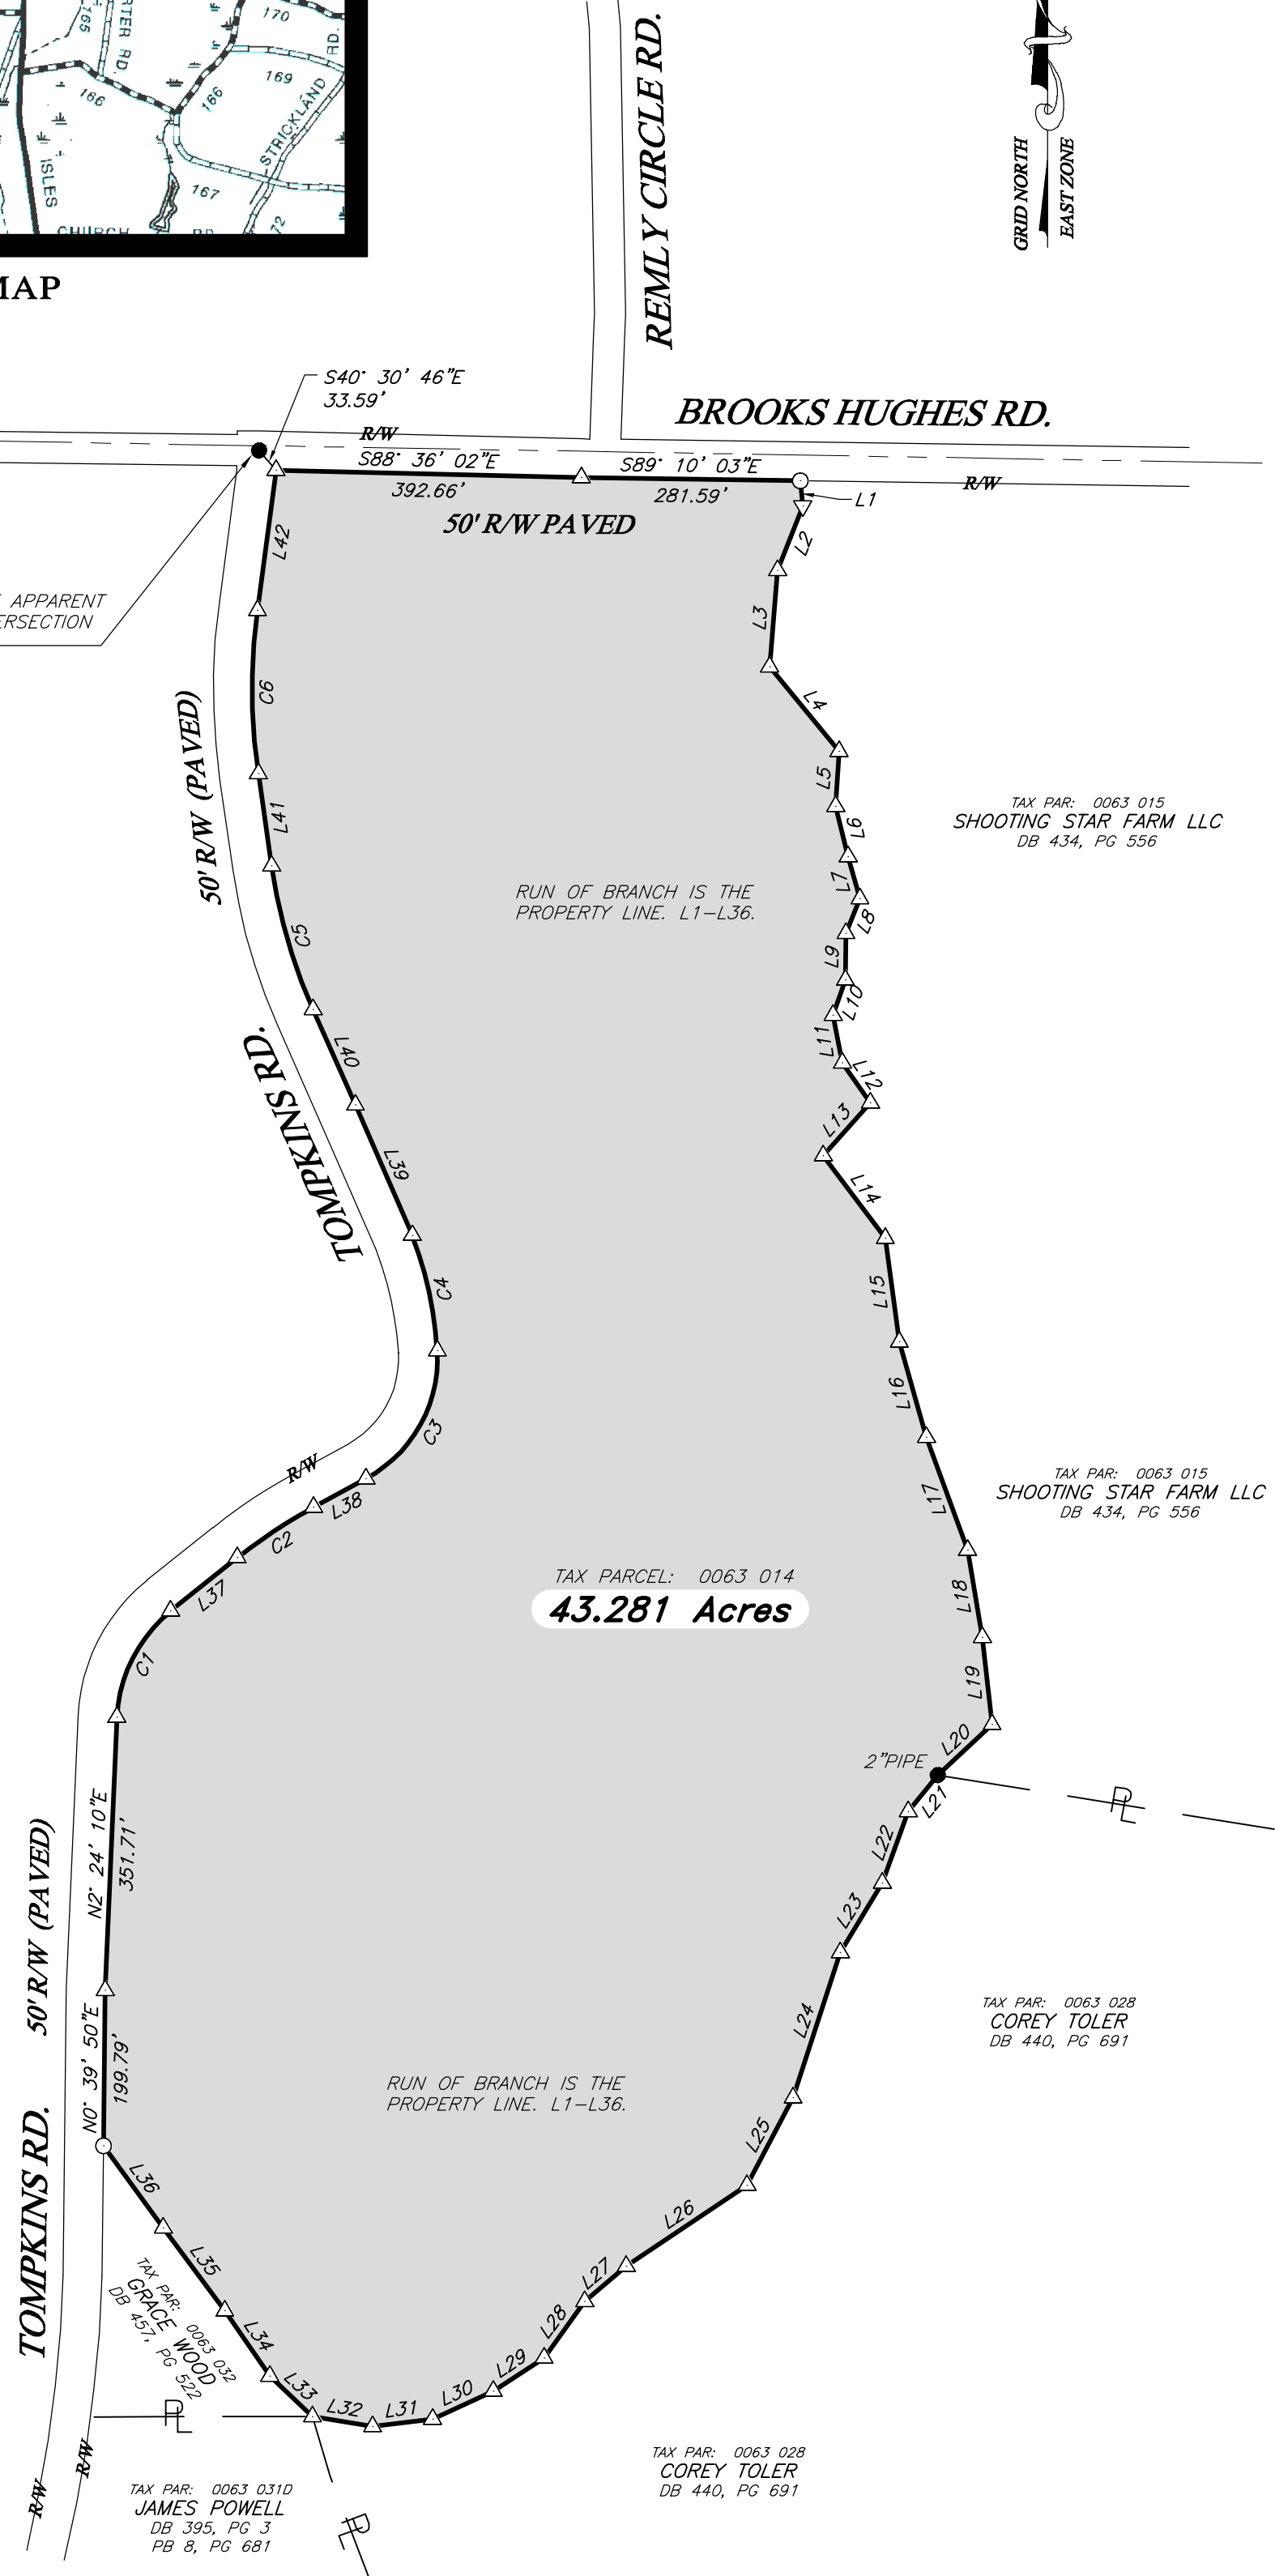 170
165
RTER RD.
RD.
169
166
166
STRICKLAND
ISLES
167
CHURCH RD
72
MAP
REMLY CIRCLE RD.
GRID NORTH
EAST ZONE
S40° 30' 46"E
33.59'
BROOKS HUGHES RD.
R/W
S88° 36' 02"E
S89° 10' 03"E
392.66'
281.59'
R/W
L1
50' R/W PAVED
L2
L42
APPARENT
ERSECTION
L3
C6
L4
50' R/W (PAVED)
L5
TAX PAR: 0063 015
SHOOTING STAR FARM LLC
DB 434, PG 556
L41
L6
L7
RUN OF BRANCH IS THE
PROPERTY LINE. L1-L36.
L8
C5
L9
L10
L11
L40
L12
TOMPKINS RD.
L13
L39
L14
C4
L15
L16
C3
R/W
TAX PAR: 0063 015
SHOOTING STAR FARM LLC
DB 434, PG 556
L38
L17
C2
TAX PARCEL: 0063 014
43.281 Acres
L37
L18
C1
L19
L20
2"PIPE
L21
PL
N2° 24' 10"E
351.71'
L22
50' R/W (PAVED)
L23
TAX PAR: 0063 028
COREY TOLER
DB 440, PG 691
L24
N0° 39' 50"E
199.79'
RUN OF BRANCH IS THE
PROPERTY LINE. L1-L36.
TOMPKINS RD.
L25
L36
L26
L35
TAX PAR: 0063 032
GRACE WOOD
DB 457, PG 522
L27
L28
L34
L29
L33
L30
L32
L31
PL
R/W
R/W
TAX PAR: 0063 028
COREY TOLER
DB 440, PG 691
TAX PAR: 0063 031D
JAMES POWELL
DB 395, PG 3
PB 8, PG 681
PL